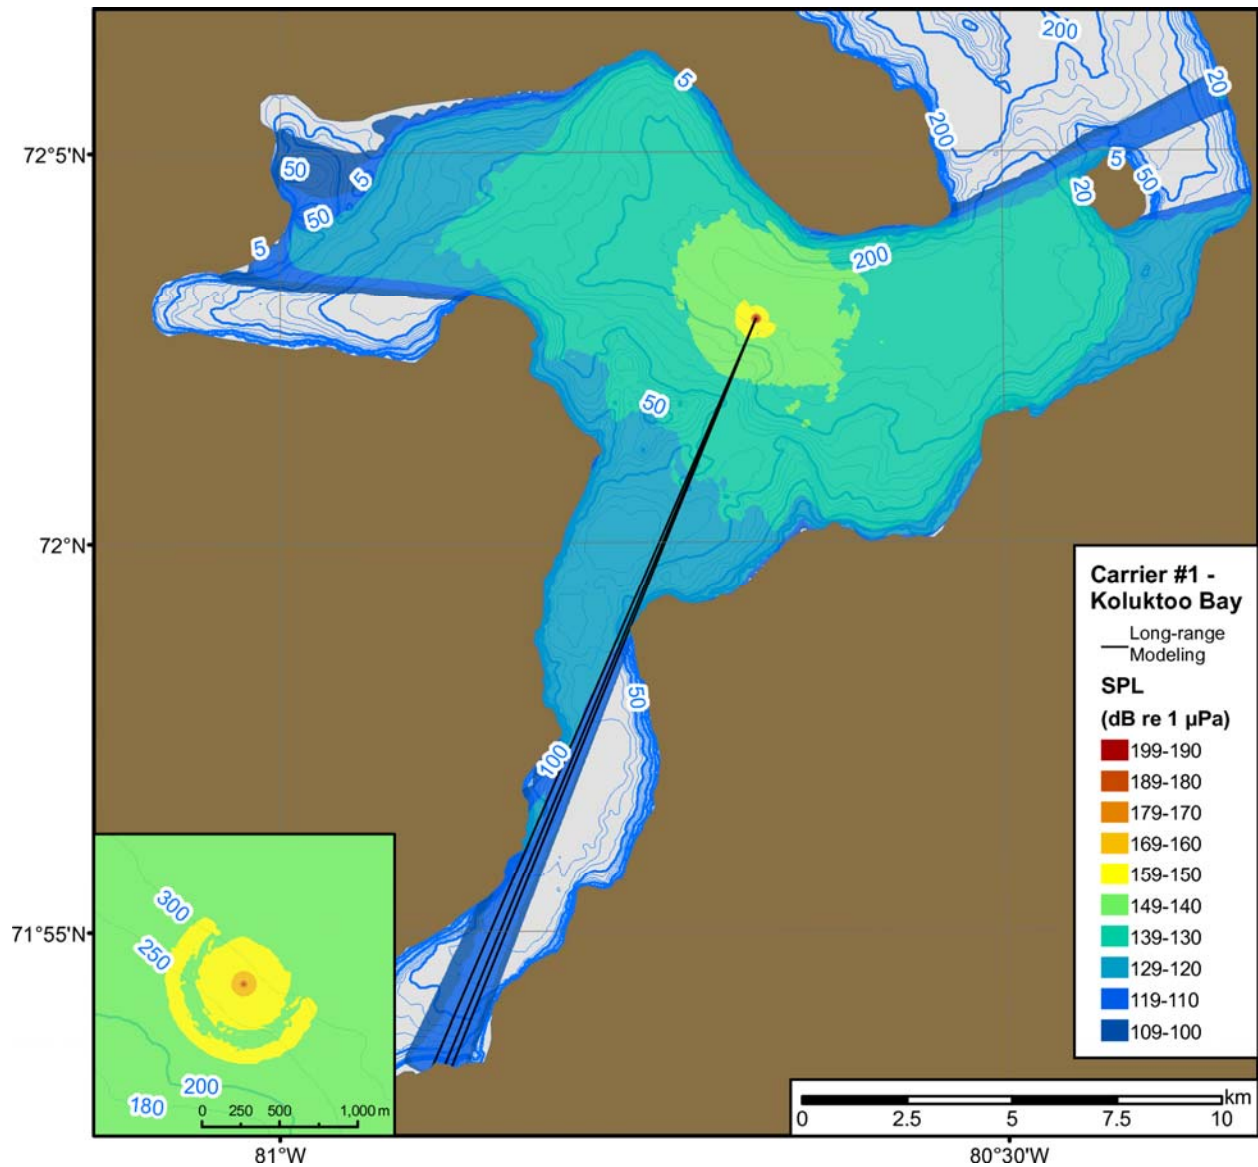 200
5
20
200
72°5'
50
5
5
20
50
50
5
200
50
72°N
Carrier #1 -
Koluktoo Bay
Long-range
Modeling
SPL
(dB re 1 µPa)
199-190
189-180
179-170
169-160
159-150
149-140
139-130
129-120
119-110
109-100
50
100
71°55'N
300
250
200
180
0 250 500 1,000 m
km
0 2.5 5 7.5 10
81°W
80°30'W